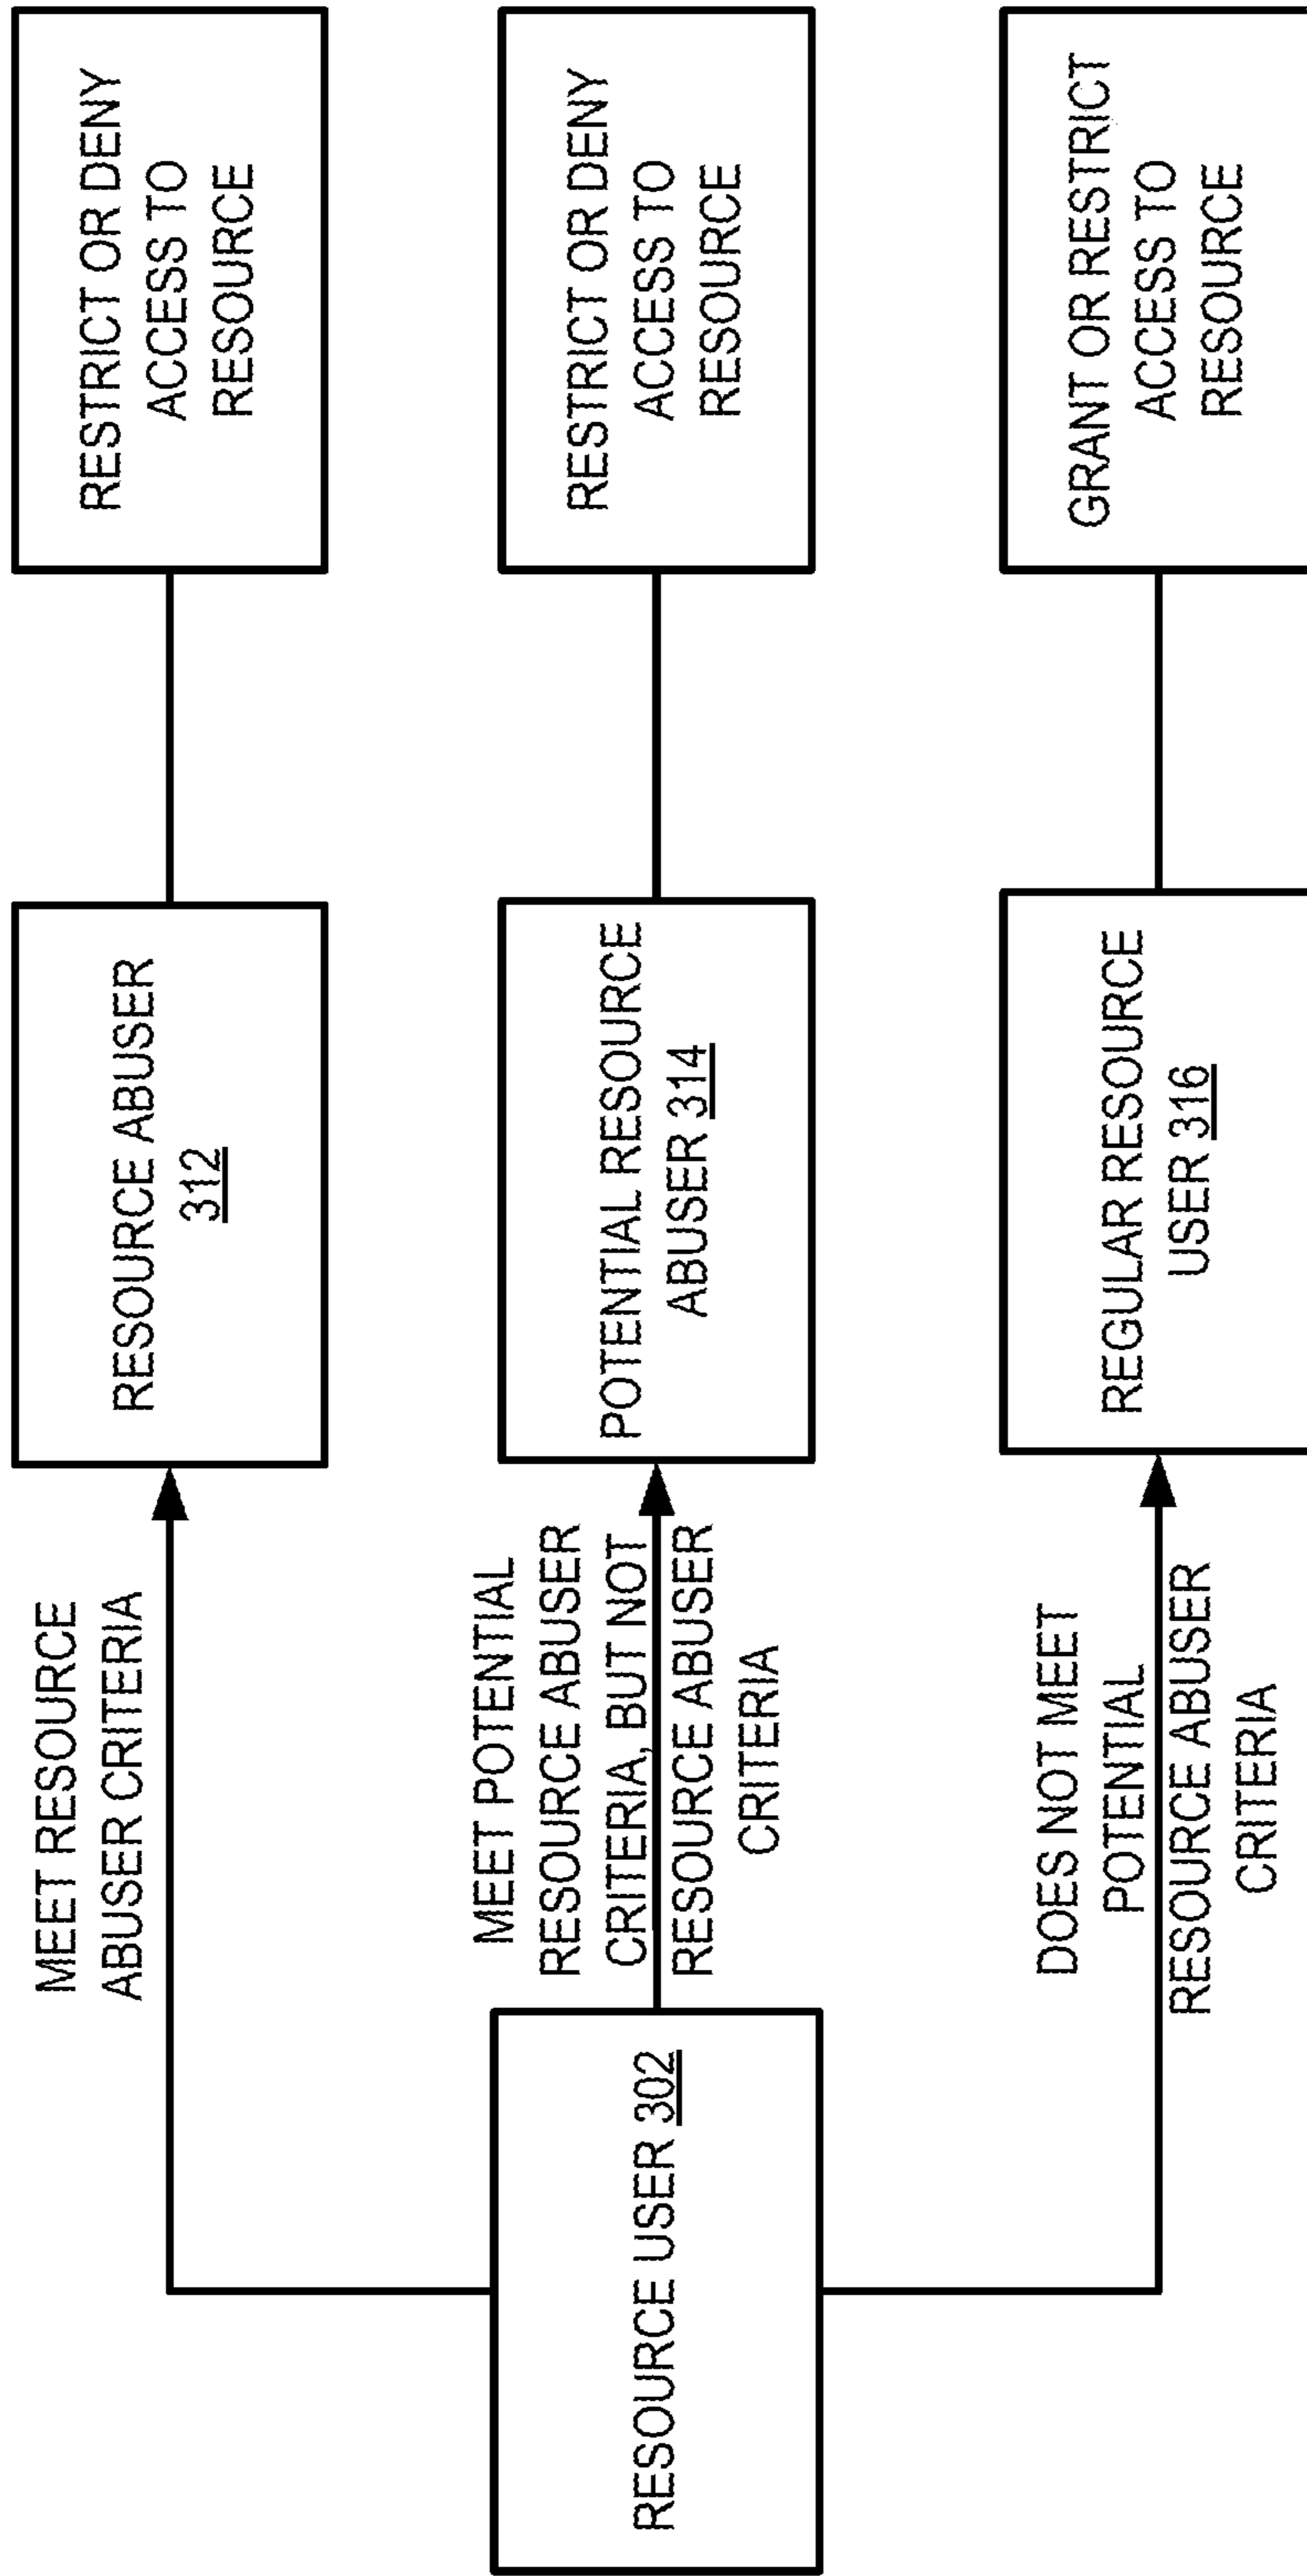 RESOURCE USER 302
MEET RESOURCE
ABUSER CRITERIA
RESOURCE ABUSER
312
RESTRICT OR DENY
ACCESS TO
RESOURCE
MEET POTENTIAL
RESOURCE ABUSER
CRITERIA, BUT NOT
RESOURCE ABUSER
CRITERIA
POTENTIAL RESOURCE
ABUSER 314
RESTRICT OR DENY
ACCESS TO
RESOURCE
DOES NOT MEET
POTENTIAL
RESOURCE ABUSER
CRITERIA
REGULAR RESOURCE
USER 316
GRANT OR RESTRICT
ACCESS TO
RESOURCE